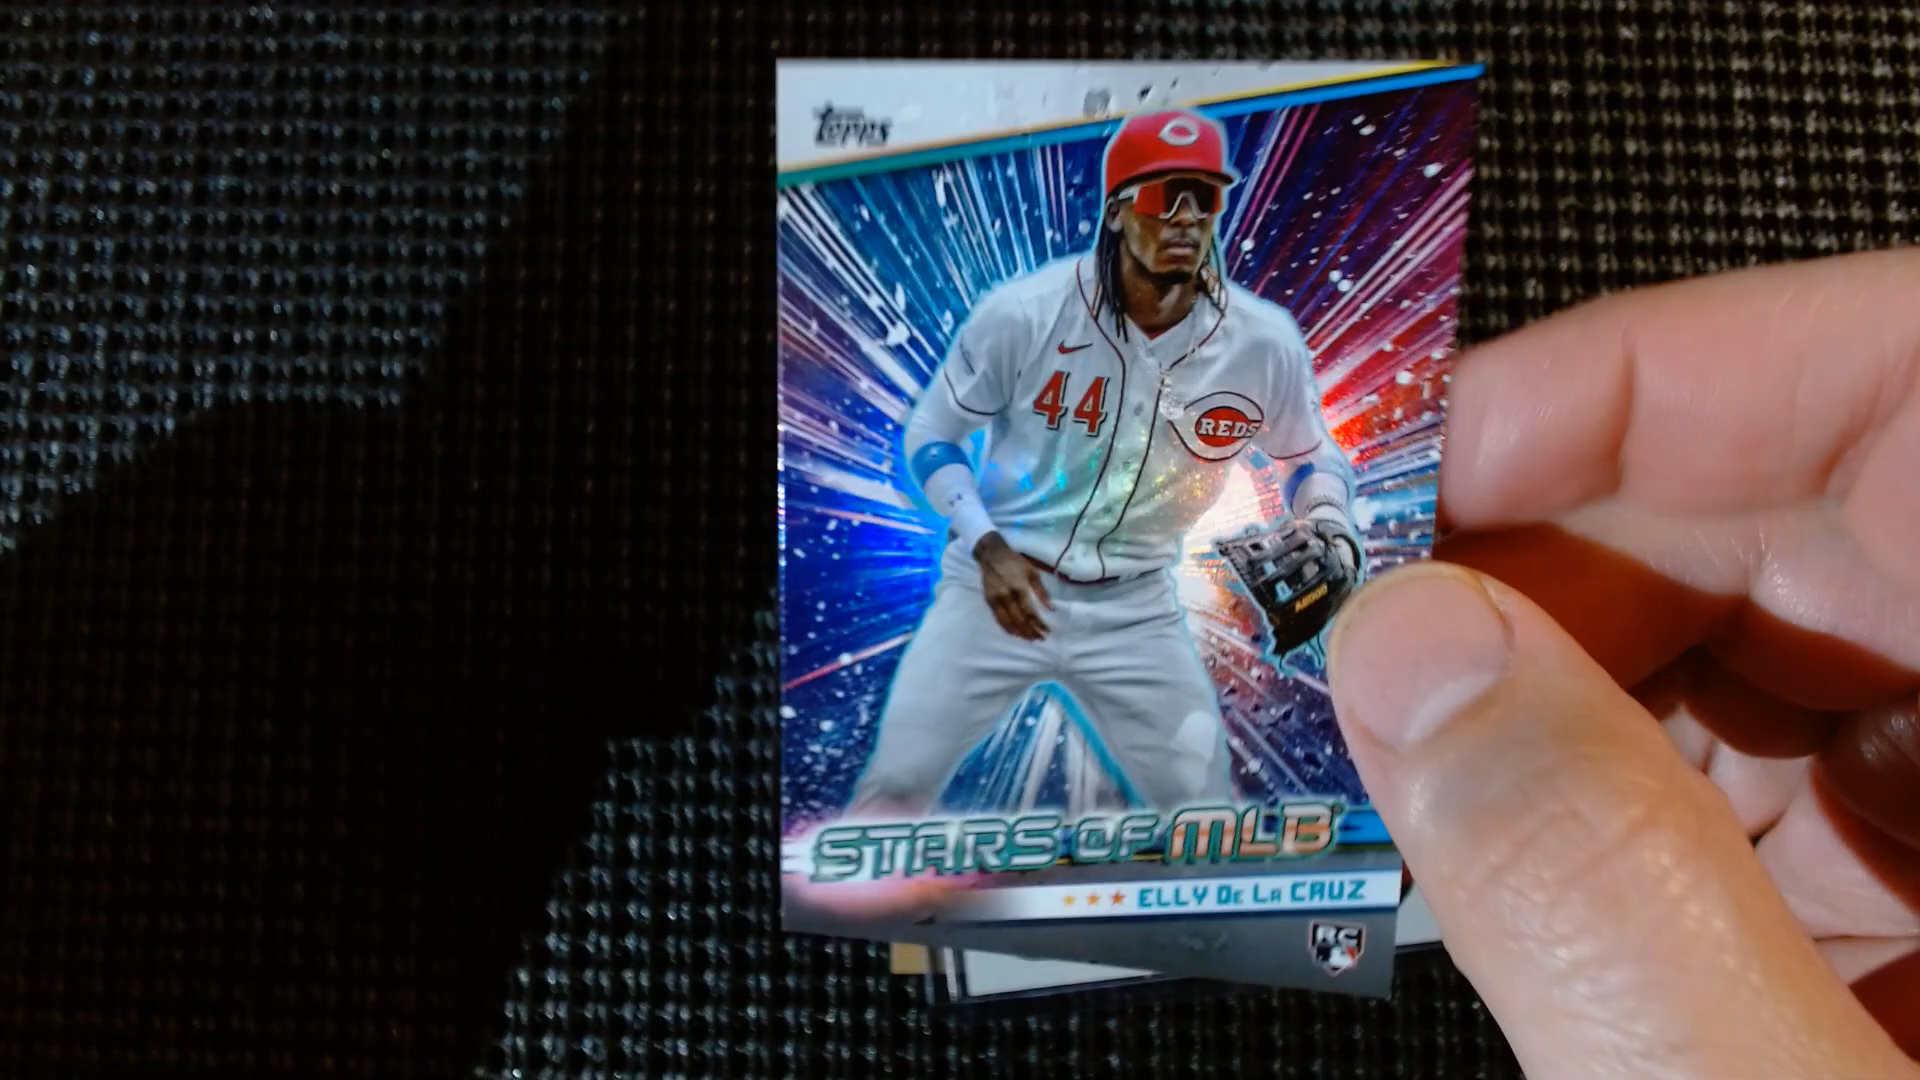 Topps
44
REDS
STARS OF MLB
ELLY DE LA CRUZ
RC